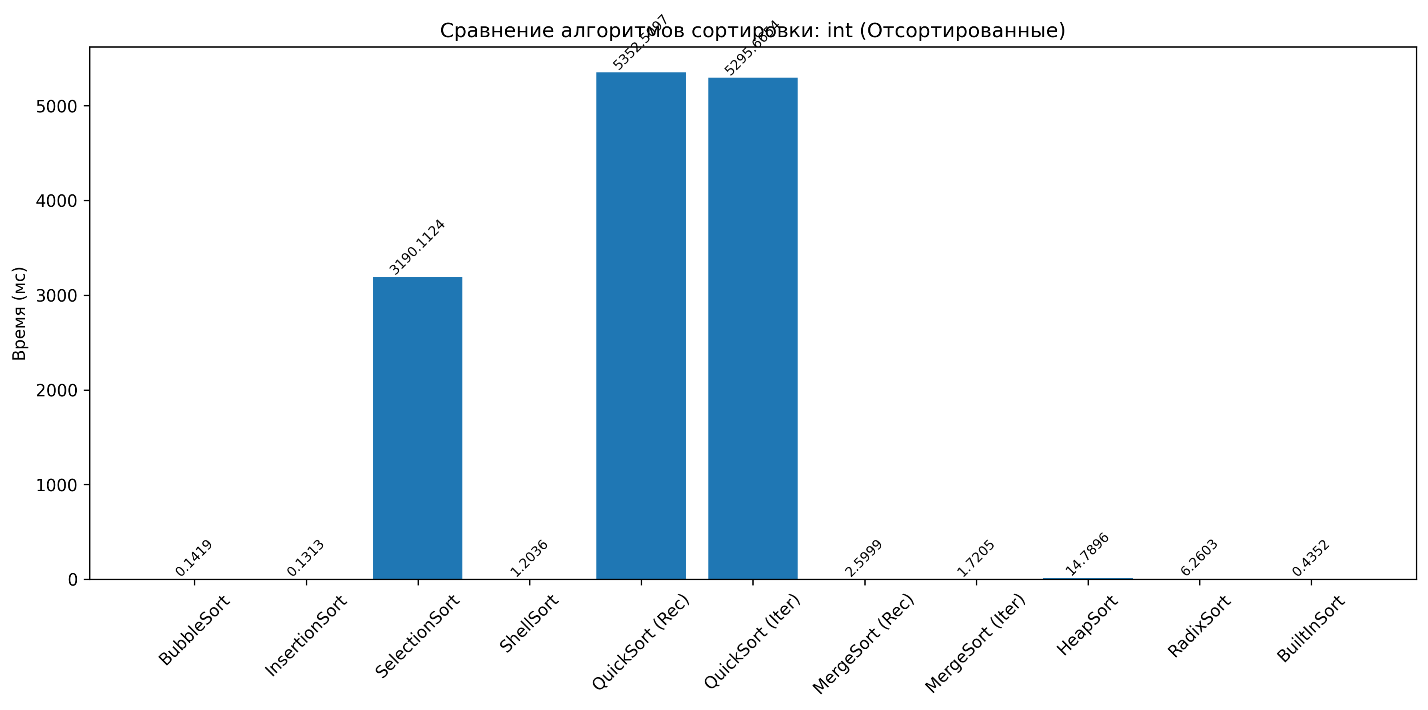 Сравнение алгоритмов сортировки: int (Отсортированные)
Время (мс)
5000
4000
3000
2000
1000
0
0.1419
0.1313
3190.1124
1.2036
2.5999
1.7205
14.7896
6.2603
0.4352
BubbleSort
InsertionSort
SelectionSort
ShellSort
QuickSort (Rec)
QuickSort (Iter)
MergeSort (Rec)
MergeSort (Iter)
HeapSort
RadixSort
BuiltInSort